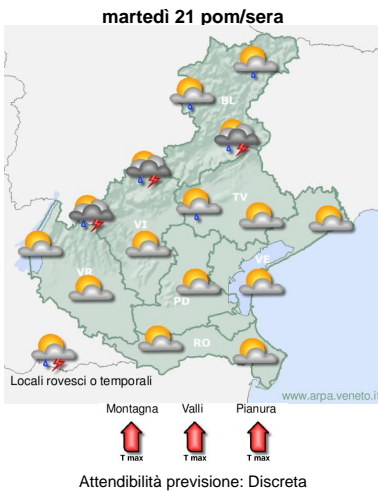 martedì 21 pom/sera
BL
TV
VI
VE
VR
PD
RO
Locali rovesci o temporali
www.arpa.veneto.it
Montagna Valli Pianura
T max T max T max
Attendibilità previsione: Discreta